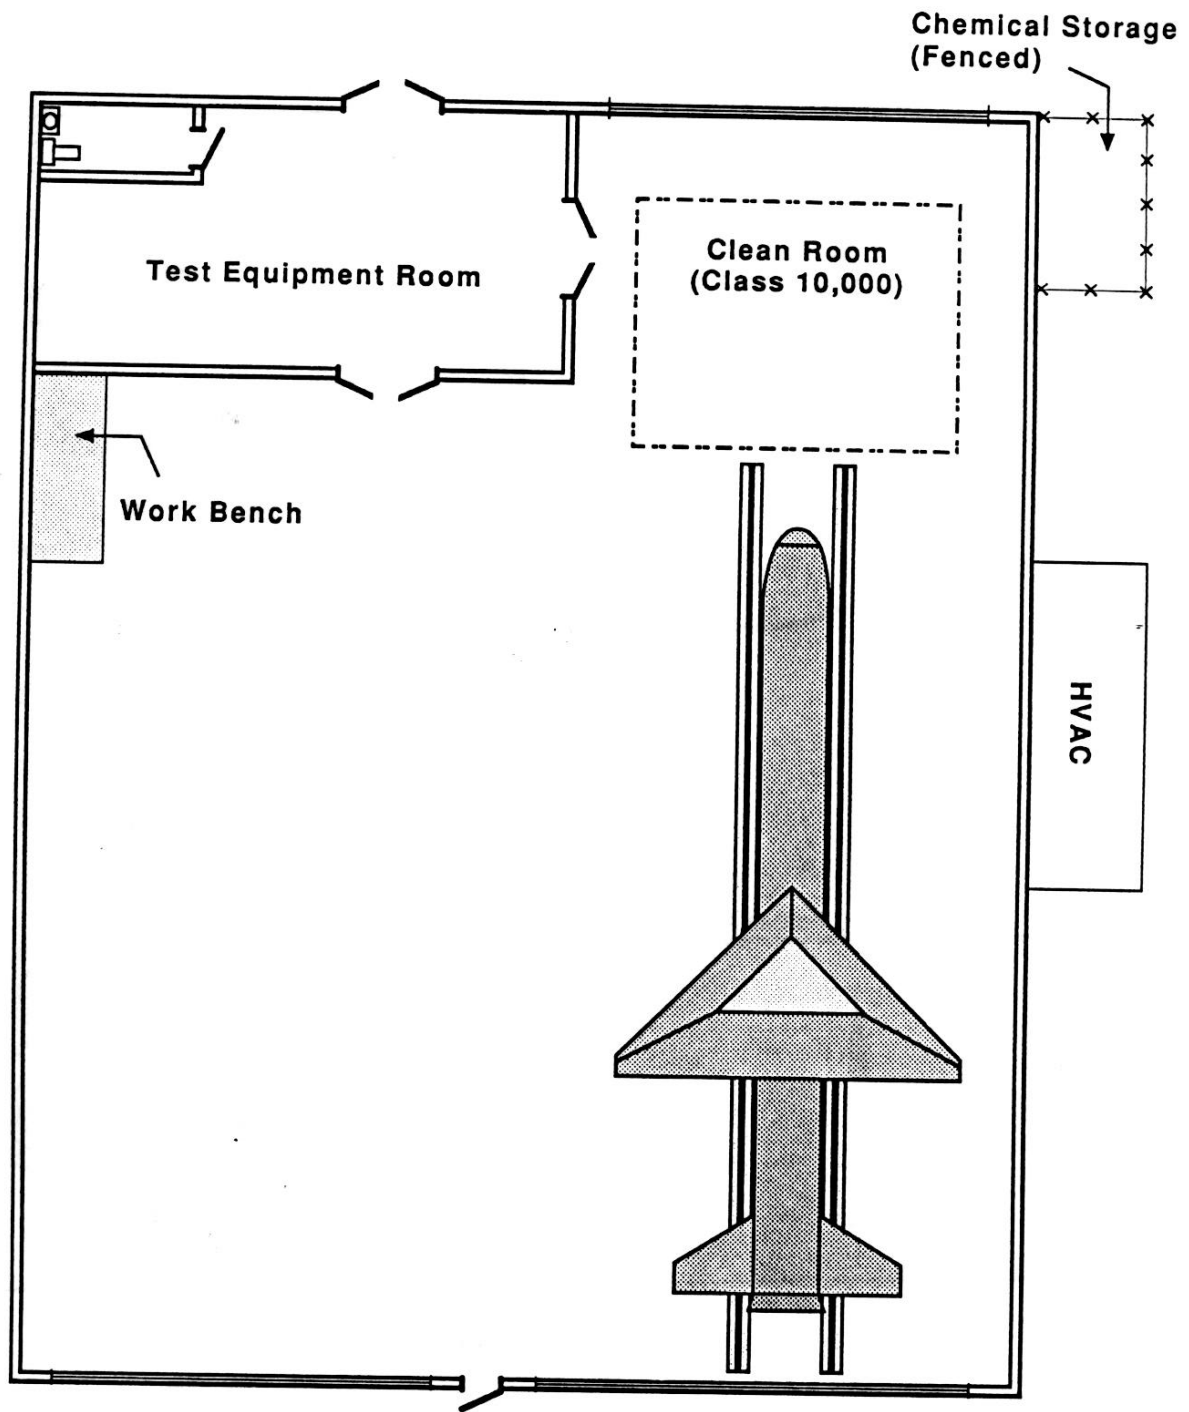 Chemical Storage
(Fenced)
Test Equipment Room
Clean Room
(Class 10,000)
Work Bench
HVAC